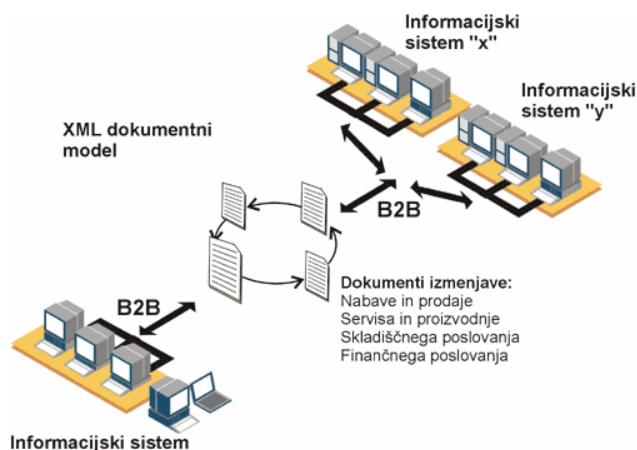 Informacijski
sistem "x"
Informacijski
sistem "y"
XML dokumentni
model
B2B
Dokumenti izmenjave:
Nabave in prodaje
Servisa in proizvodnje
Skladiščnega poslovanja
Finančnega poslovanja
B2B
Informacijski sistem